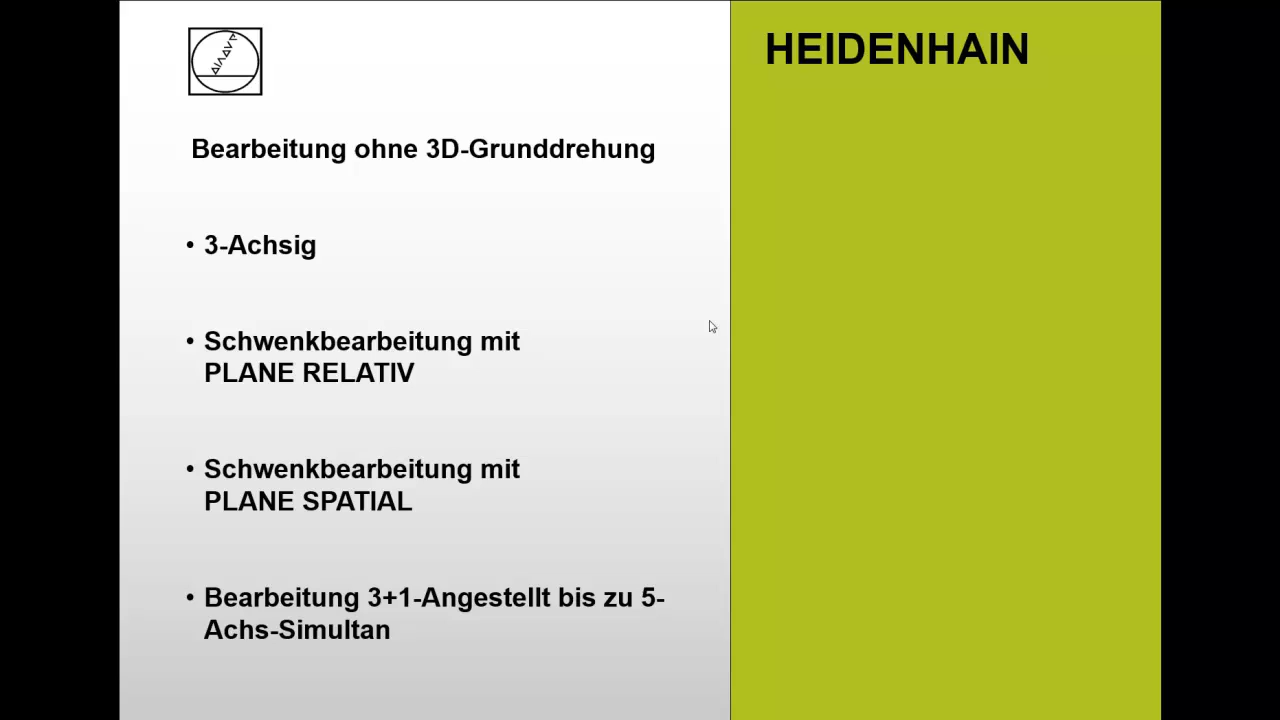 HEIDENHAIN
Bearbeitung ohne 3D-Grunddrehung
• 3-Achsig
• Schwenkbearbeitung mit
PLANE RELATIV
• Schwenkbearbeitung mit
PLANE SPATIAL
• Bearbeitung 3+1-Angestellt bis zu 5-
Achs-Simultan